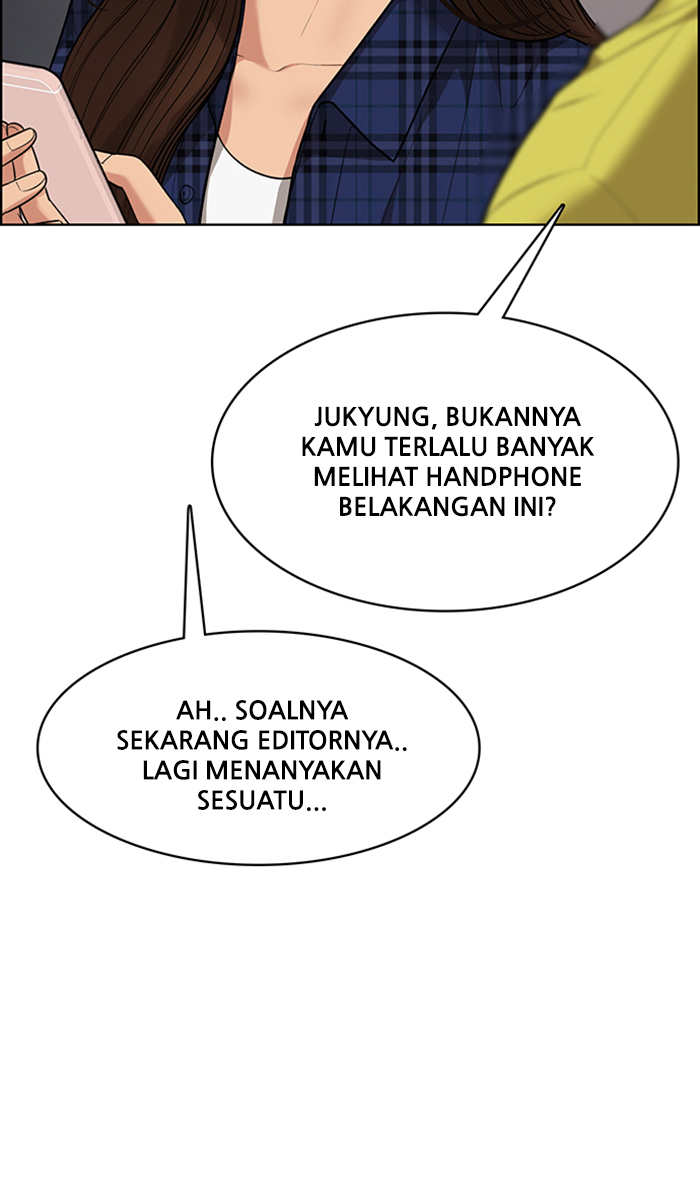 JUKYUNG, BUKANNYA
KAMU TERLALU BANYAK
MELIHAT HANDPHONE
BELAKANGAN INI?
AH.. SOALNYA
SEKARANG EDITORNYA..
LAGI MENANYAKAN
SESUATU...